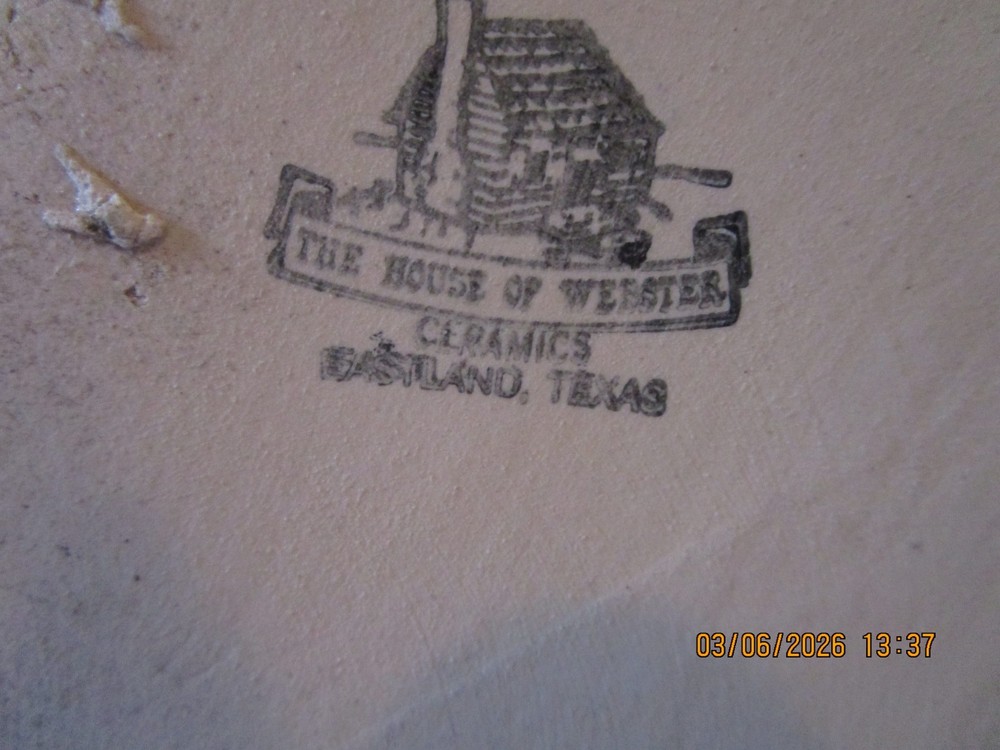 THE HOUSE OF WEBSTER
CERAMICS
EASTLAND, TEXAS
03/06/2026 13:37